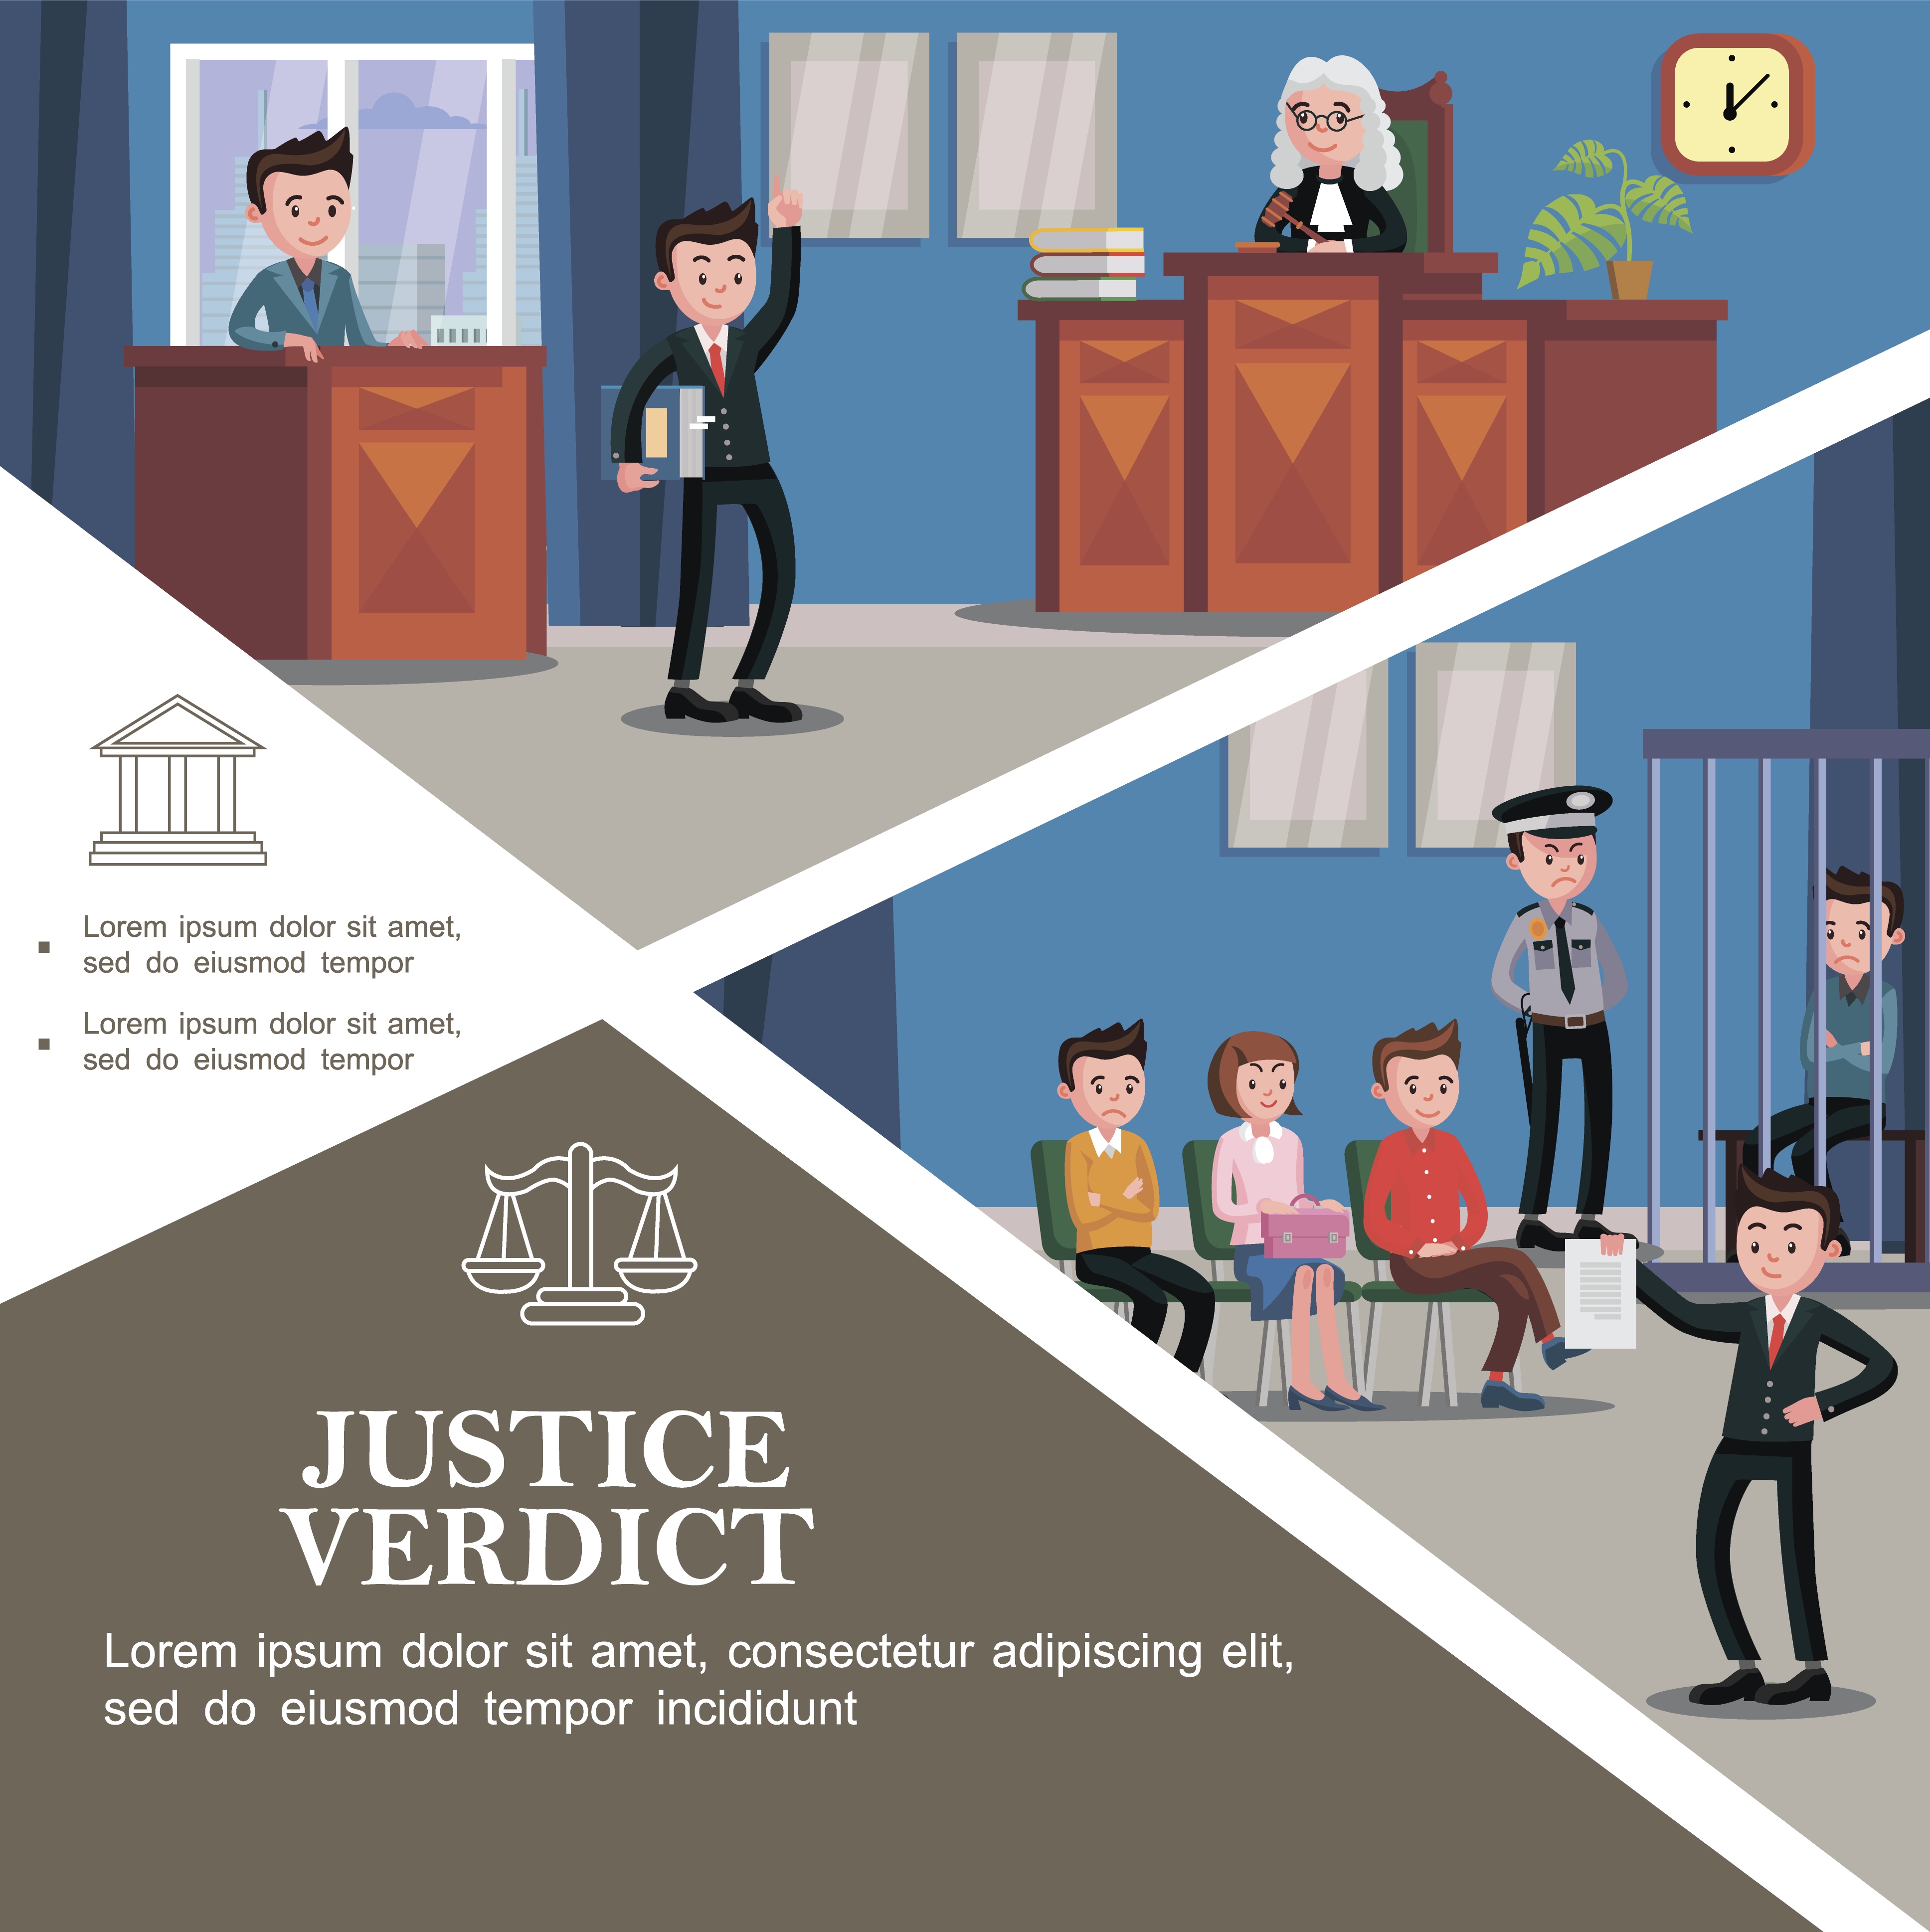 Lorem ipsum dolor sit amet,
sed do eiusmod tempor
Lorem ipsum dolor sit amet,
sed do eiusmod tempor
JUSTICE
VERDICT
Lorem ipsum dolor sit amet, consectetur adipiscing elit,
sed do eiusmod tempor incididunt